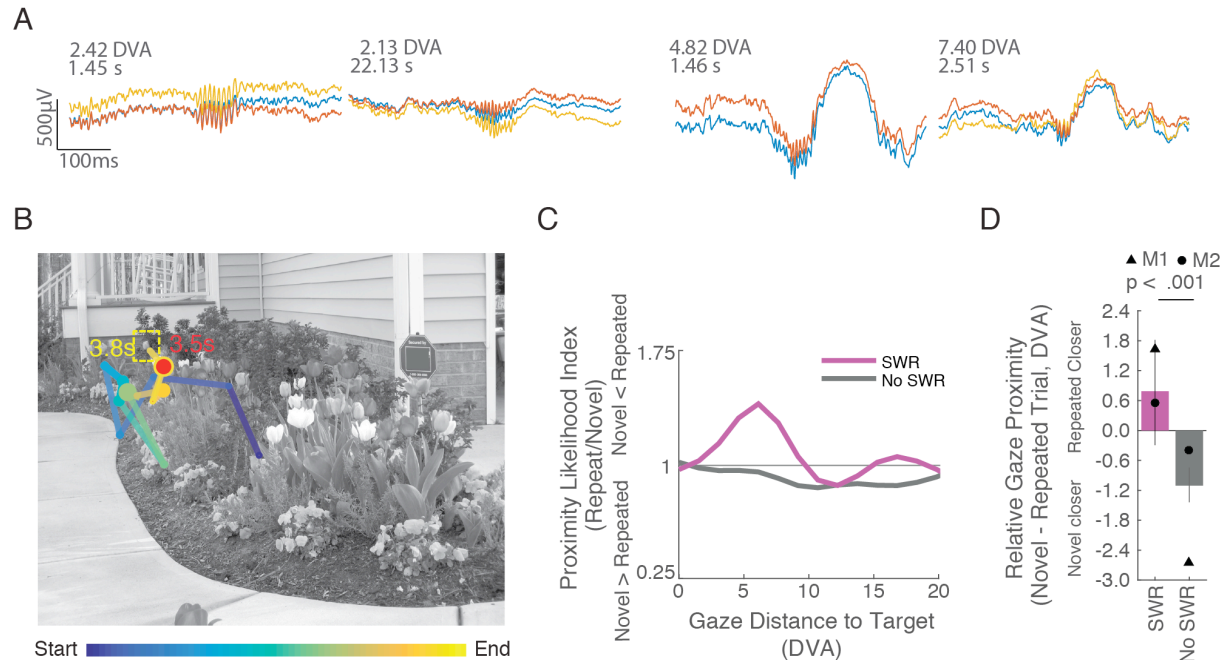 A
2.42 DVA
1.45 s
2.13 DVA
22.13 s
4.82 DVA
1.46 s
7.40 DVA
2.51 s
500µV
100ms
B
3.8s
3.5s
Start
End
C
Proximity Likelihood Index
(Repeat/Novel)
Novel > Repeated
Novel < Repeated
1.75
1
0.25
SWR
No SWR
0
5
10
15
20
Gaze Distance to Target
(DVA)
D
M1
M2
p < .001
Relative Gaze Proximity
(Novel - Repeated Trial, DVA)
Novel closer
Repeated Closer
2.4
1.8
1.2
0.6
0.0
-0.6
-1.2
-1.8
-2.4
-3.0
SWR
No SWR